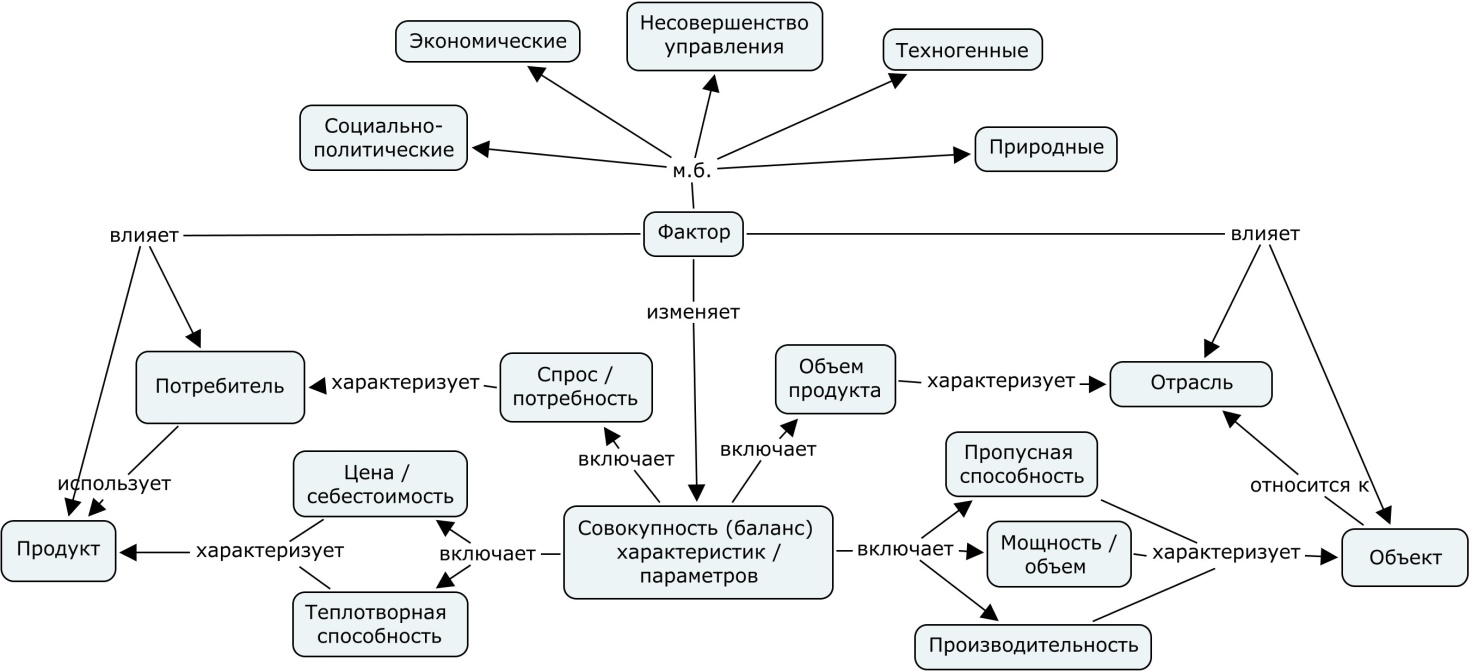 Несовершенство
управления
Экономические
Техногенные
Социально-
политические
Природные
м.б.
влияет
Фактор
влияет
изменяет
Потребитель
характеризует
Спрос /
потребность
Объем
продукта
характеризует
Отрасль
использует
Цена /
себестоимость
включает
включает
Пропусная
способность
относится к
Продукт
характеризует
включает
Совокупность (баланс)
характеристик /
параметров
включает
Мощность /
объем
характеризует
Объект
Теплотворная
способность
Производительность